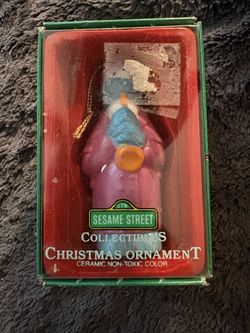 SESAME STREET
COLLECTIBLES
CHRISTMAS ORNAMENT
CERAMIC NON-TOXIC COLOR